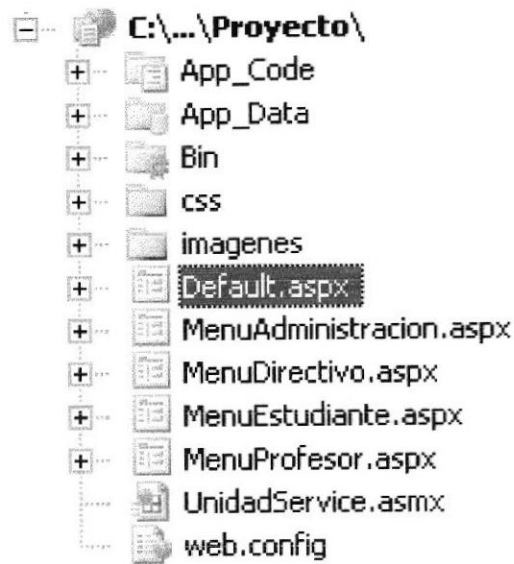 C:\...\Proyecto\
App_Code
App_Data
Bin
css
imagenes
Default.aspx
MenuAdministracion.aspx
MenuDirectivo.aspx
MenuEstudiante.aspx
MenuProfesor.aspx
UnidadService.asmx
web.config